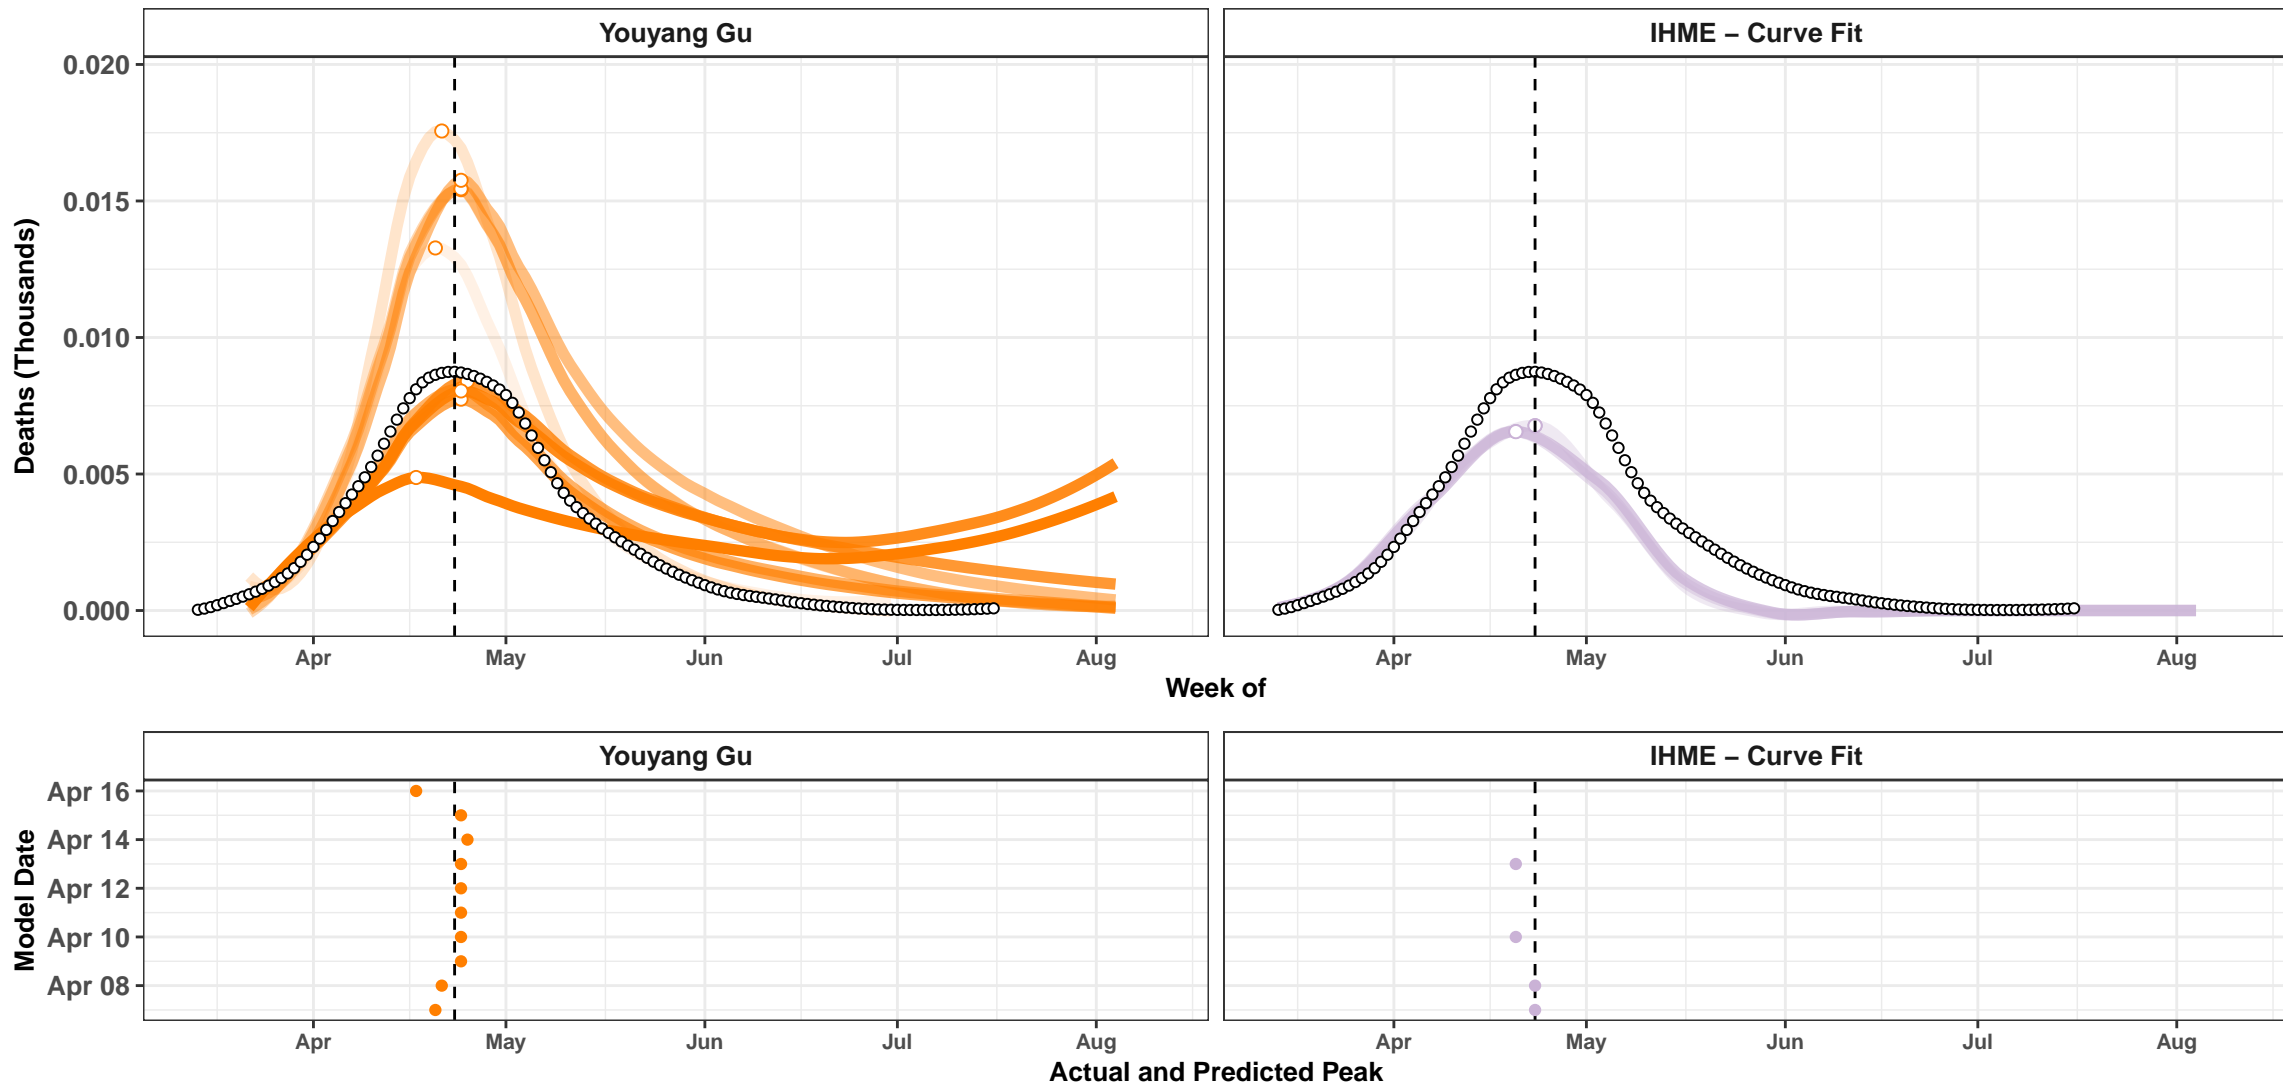 Youyang Gu
IHME – Curve Fit
Deaths (Thousands)
0.020
0.015
0.010
0.005
0.000
Apr May Jun Jul Aug
Apr May Jun Jul Aug
Week of
Youyang Gu
IHME – Curve Fit
Model Date
Apr 16
Apr 14
Apr 12
Apr 10
Apr 08
Apr May Jun Jul Aug
Apr May Jun Jul Aug
Actual and Predicted Peak